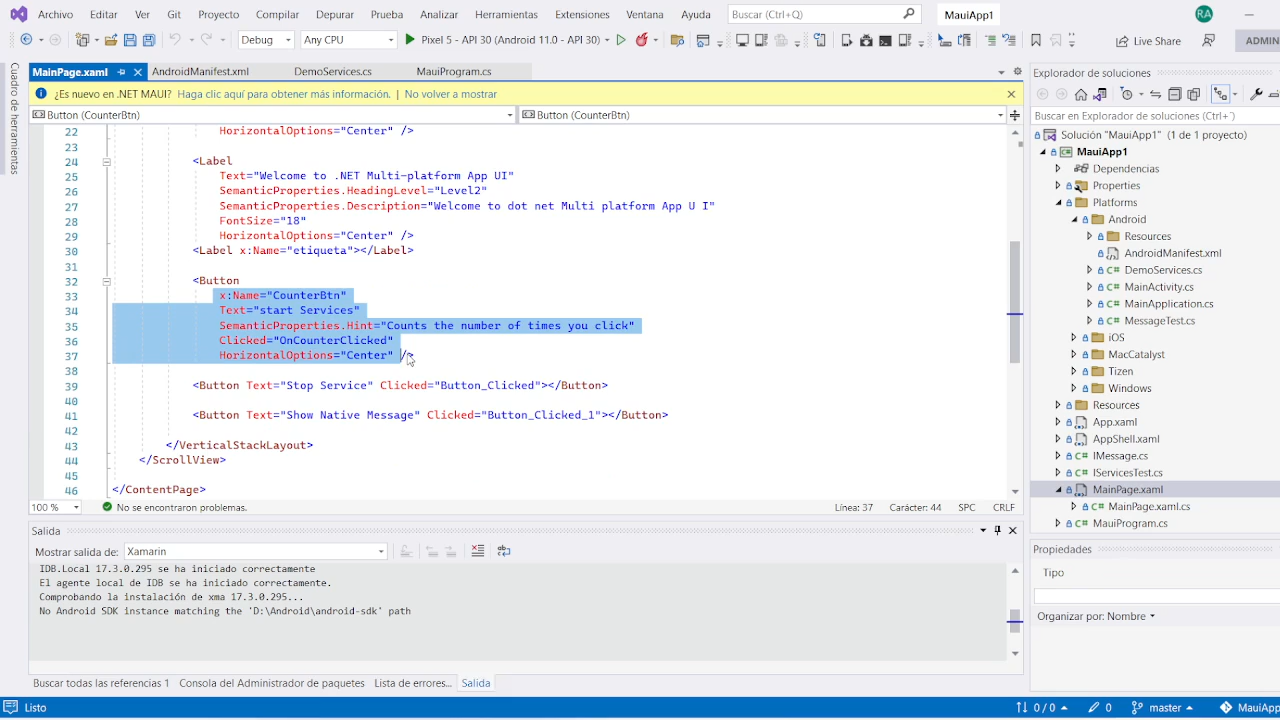 Archivo Editar Ver Git Proyecto Compilar Depurar Prueba Analizar Herramientas Extensiones Ventana Ayuda Buscar (Ctrl+Q) MauiApp1 RA
Debug Any CPU Pixel 5 - API 30 (Android 11.0 - API 30) Live Share ADMIN
Cuadro de herramientas
MainPage.xaml AndroidManifest.xml DemoServices.cs MauiProgram.cs
¿Es nuevo en .NET MAUI? Haga clic aquí para obtener más información. | No volver a mostrar
Button (CounterBtn) Button (CounterBtn)
22 HorizontalOptions="Center" />
23
24 <Label
25 Text="Welcome to .NET Multi-platform App UI"
26 SemanticProperties.HeadingLevel="Level2"
27 SemanticProperties.Description="Welcome to dot net Multi platform App U I"
28 FontSize="18"
29 HorizontalOptions="Center" />
30 <Label x:Name="etiqueta"></Label>
31
32 <Button
33 x:Name="CounterBtn"
34 Text="start Services"
35 SemanticProperties.Hint="Counts the number of times you click"
36 Clicked="OnCounterClicked"
37 HorizontalOptions="Center" />
38
39 <Button Text="Stop Service" Clicked="Button_Clicked"></Button>
40
41 <Button Text="Show Native Message" Clicked="Button_Clicked_1"></Button>
42
43 </VerticalStackLayout>
44 </ScrollView>
45
46 </ContentPage>
100 % No se encontraron problemas. Línea: 37 Carácter: 44 SPC CRLF
Salida
Mostrar salida de: Xamarin
IDB.Local 17.3.0.295 se ha iniciado correctamente
El agente local de IDB se ha iniciado correctamente.
Comprobando la instalación de xma 17.3.0.295...
No Android SDK instance matching the 'D:\Android\android-sdk' path
Buscar todas las referencias 1 Consola del Administrador de paquetes Lista de errores... Salida
Explorador de soluciones
Buscar en Explorador de soluciones (Ctrl+´)
Solución "MauiApp1" (1 de 1 proyecto)
MauiApp1
Dependencias
Properties
Platforms
Android
Resources
AndroidManifest.xml
C# DemoServices.cs
C# MainActivity.cs
C# MainApplication.cs
C# MessageTest.cs
iOS
MacCatalyst
Tizen
Windows
Resources
App.xaml
AppShell.xaml
C# IMessage.cs
C# IServicesTest.cs
MainPage.xaml
C# MainPage.xaml.cs
C# MauiProgram.cs
Propiedades
Tipo
Organizar por: Nombre
Listo 0 / 0 0 master MauiApp